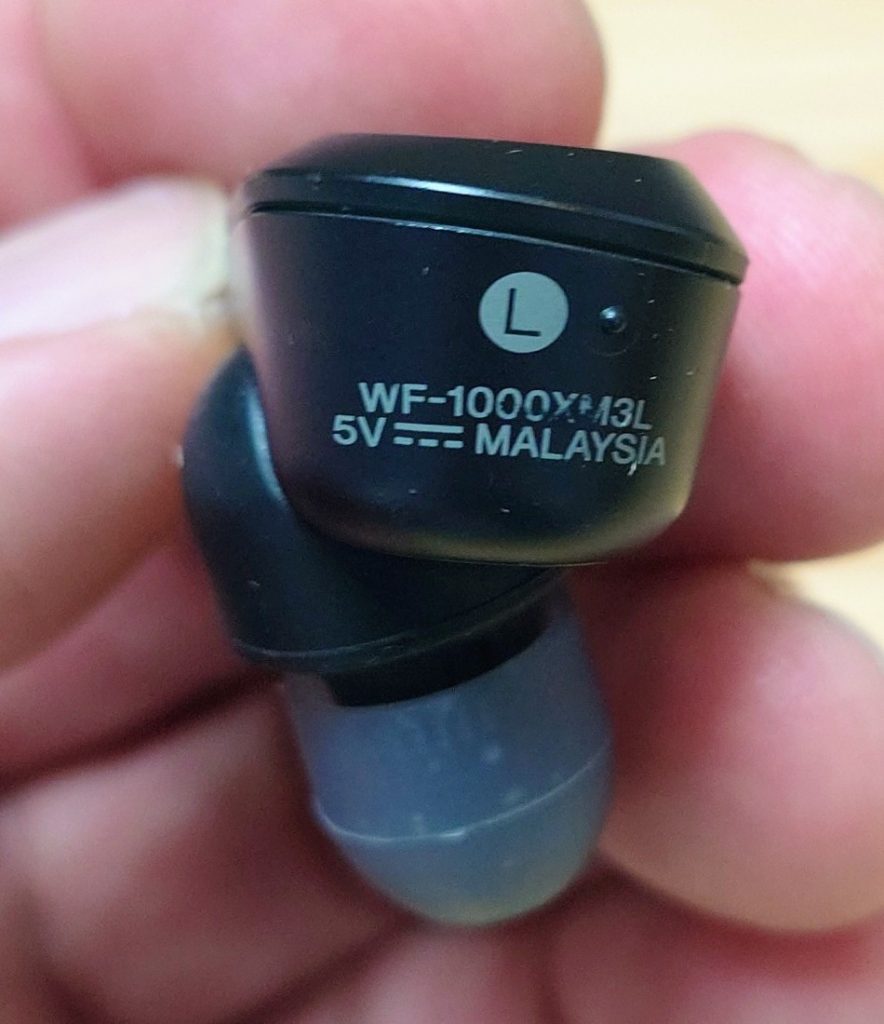 L
WF-1000XM3L
5V ⎓ MALAYSIA